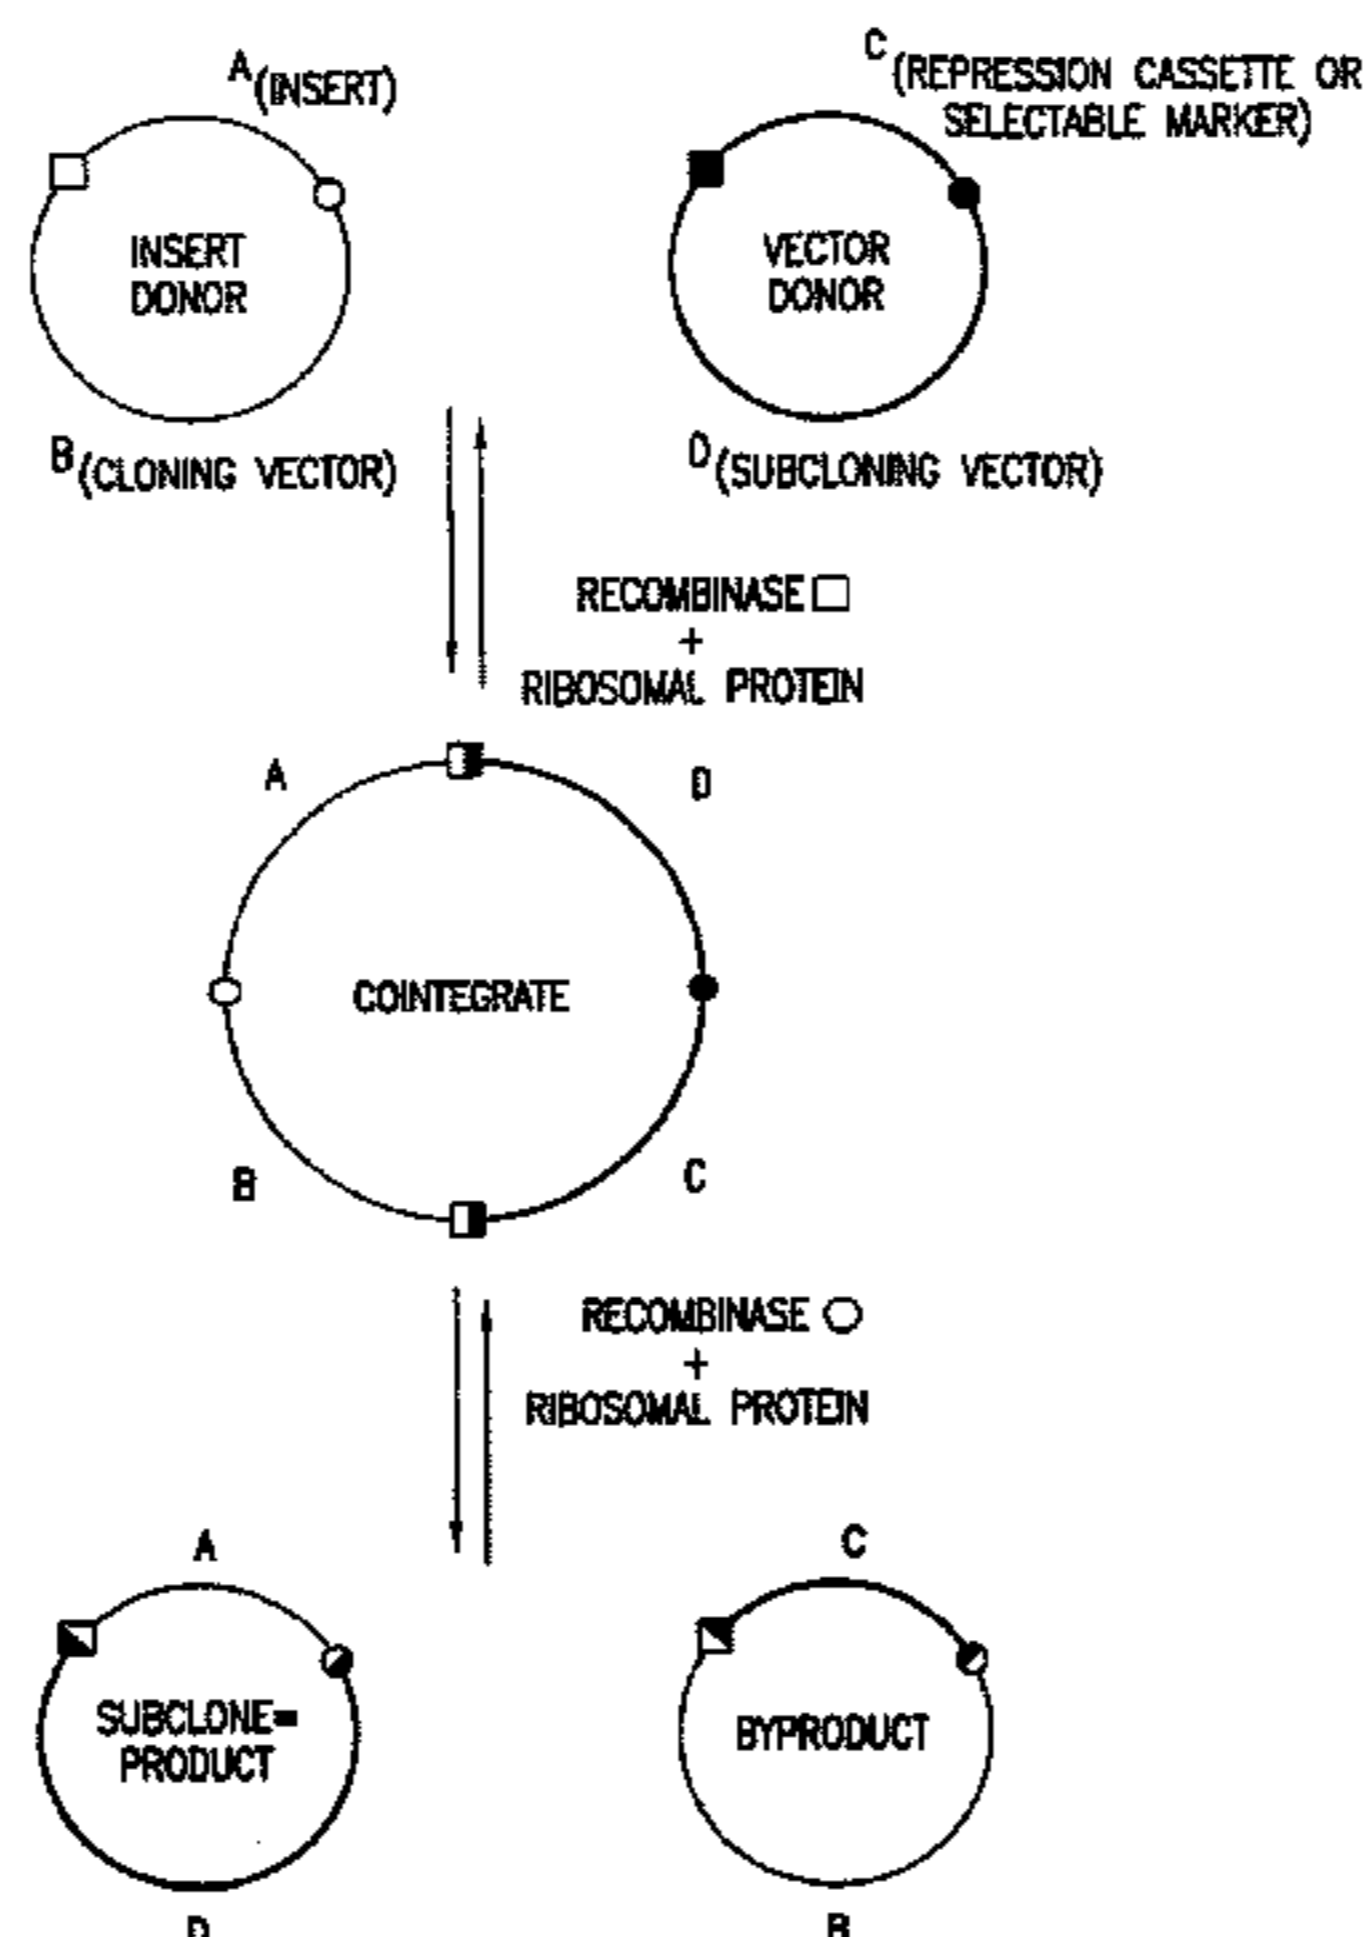 A (INSERT)
C (REPRESSION CASSETTE OR
SELECTABLE MARKER)
INSERT
DONOR
VECTOR
DONOR
B (CLONING VECTOR)
D (SUBCLONING VECTOR)
RECOMBINASE
+
RIBOSOMAL PROTEIN
A
D
COINTEGRATE
B
C
RECOMBINASE
+
RIBOSOMAL PROTEIN
A
C
SUBCLONE=
PRODUCT
BYPRODUCT
D
B